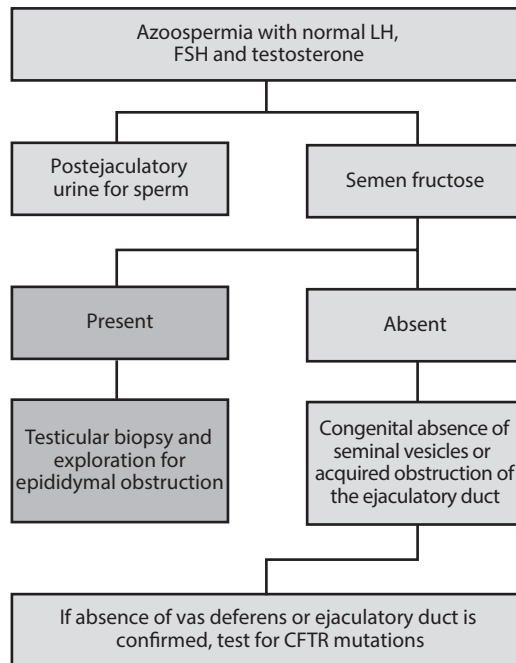 Azoospermia with normal LH,
FSH and testosterone
Postejaculatory
urine for sperm
Semen fructose
Present
Absent
Testicular biopsy and
exploration for
epididymal obstruction
Congenital absence of
seminal vesicles or
acquired obstruction of
the ejaculatory duct
If absence of vas deferens or ejaculatory duct is
confirmed, test for CFTR mutations